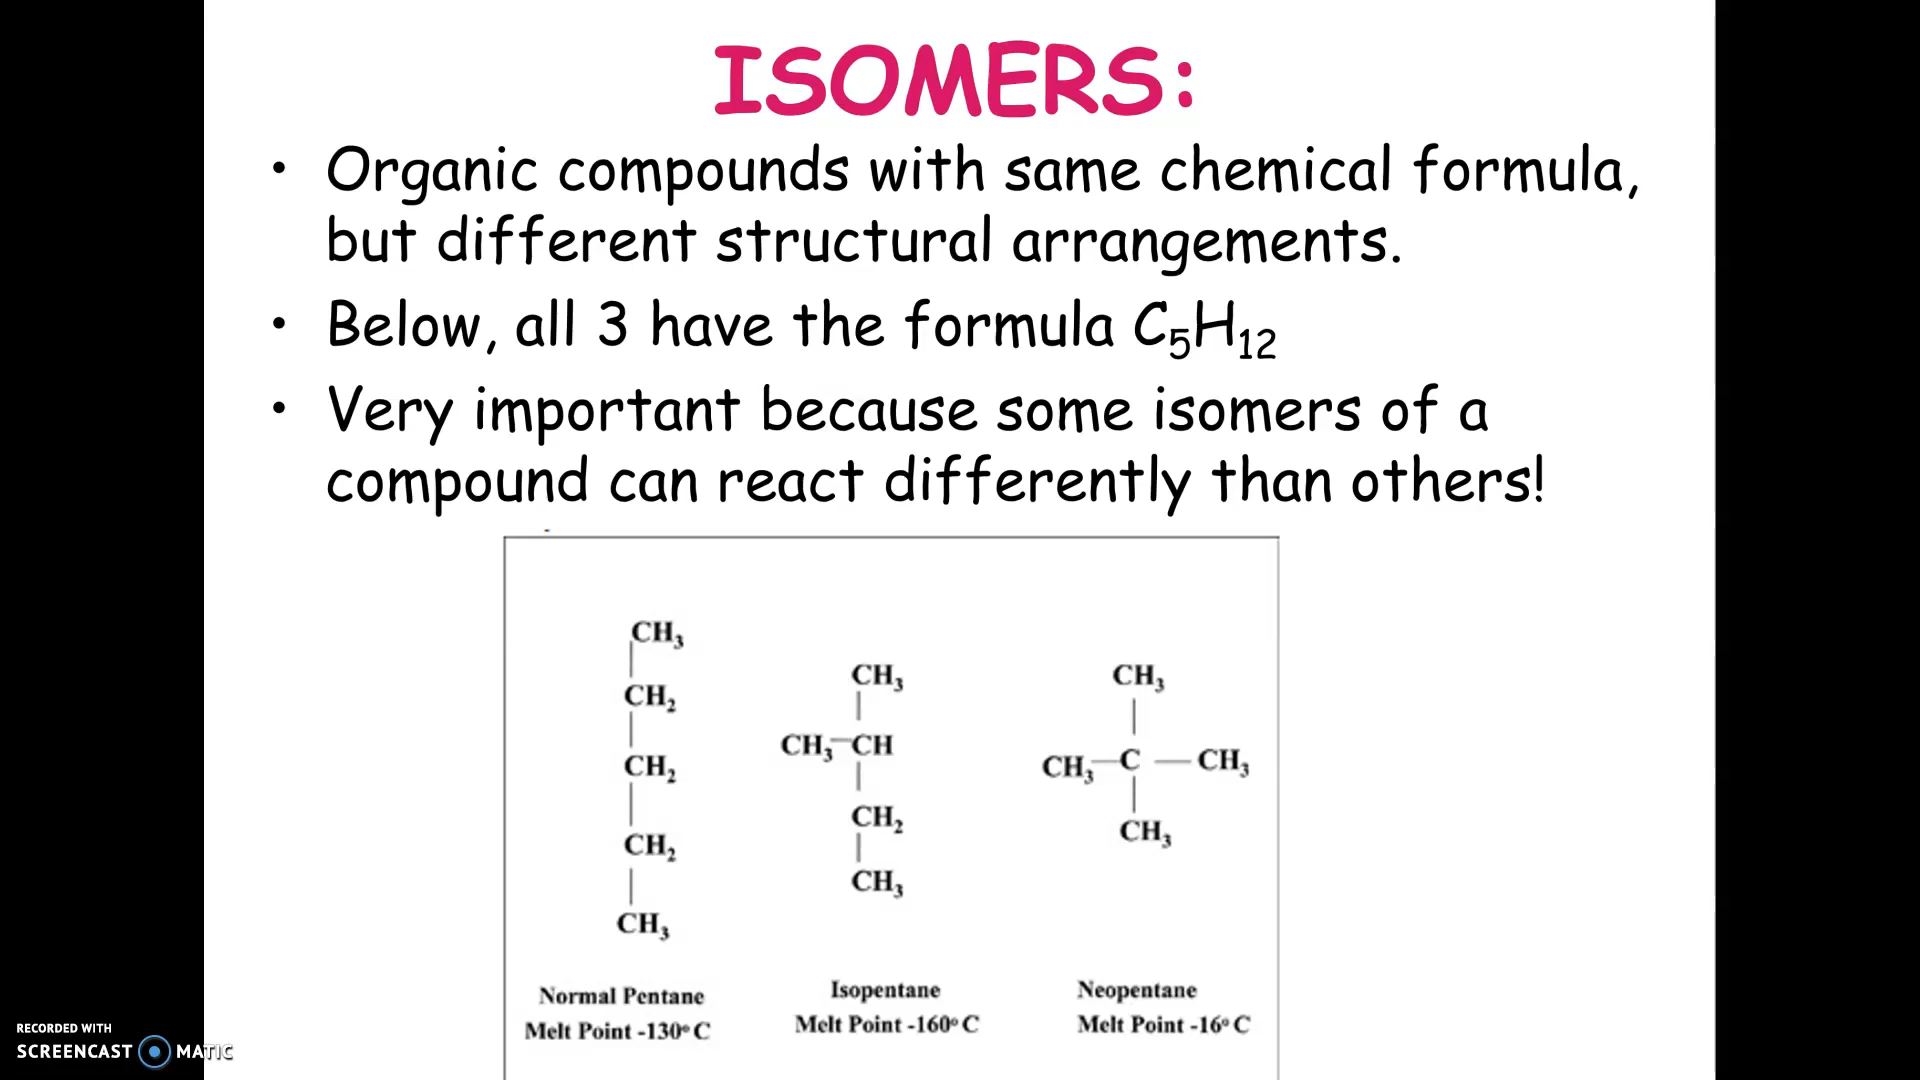 ISOMERS:
• Organic compounds with same chemical formula,
but different structural arrangements.
• Below, all 3 have the formula C₅H₁₂
• Very important because some isomers of a
compound can react differently than others!
CH₃
CH₂
CH₂
CH₂
CH₃
Normal Pentane
Melt Point -130° C
CH₃
CH₃—CH
CH₂
CH₃
Isopentane
Melt Point -160° C
CH₃
CH₃—C—CH₃
CH₃
Neopentane
Melt Point -16° C
RECORDED WITH
SCREENCAST MATIC